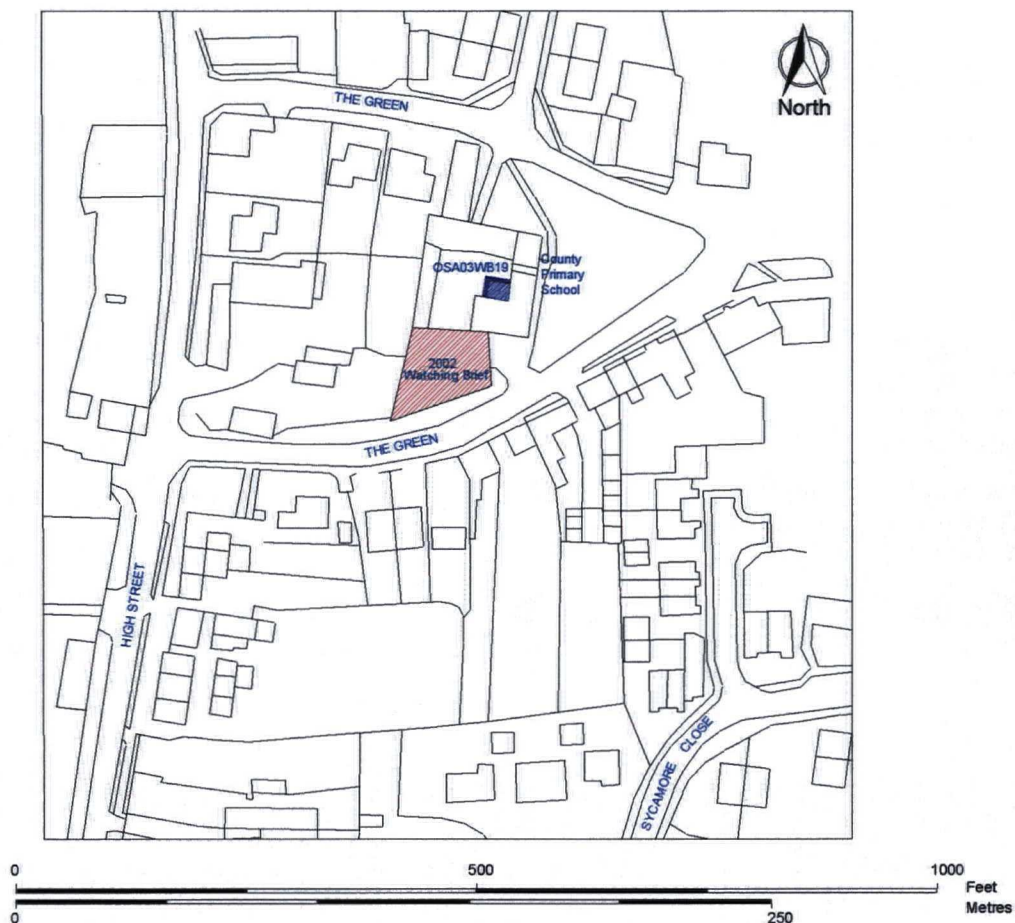 North
THE GREEN
OSA03WB19
County
Primary
School
2002
Watching Brief
THE GREEN
HIGH STREET
SYCAMORE CLOSE
0 500 1000
Feet
Metres
0 250